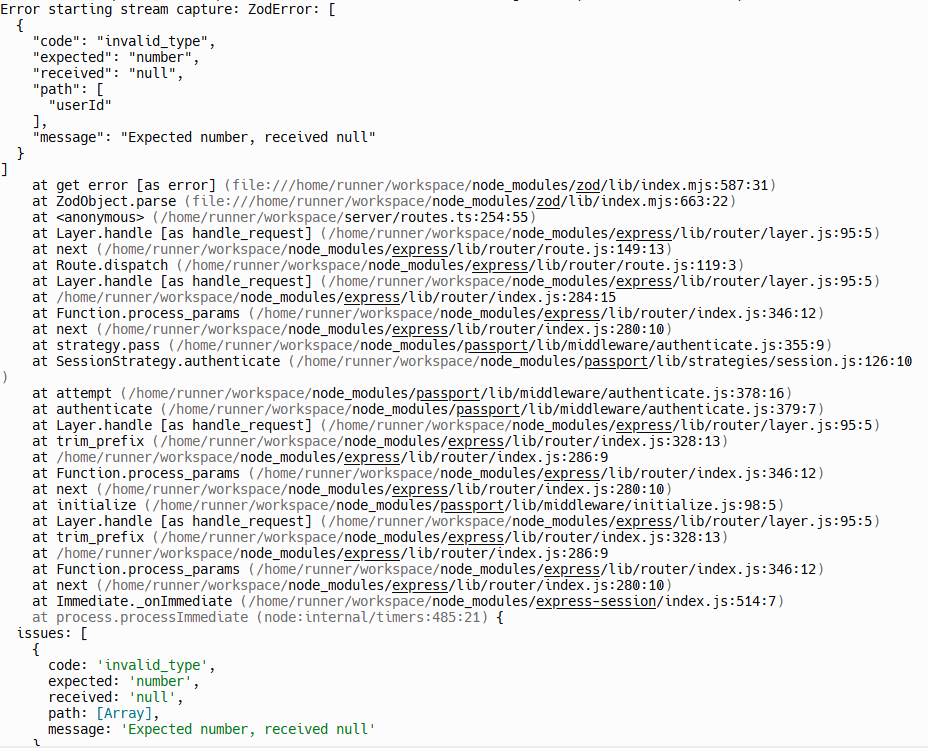 Error starting stream capture: ZodError: [
  {
    "code": "invalid_type",
    "expected": "number",
    "received": "null",
    "path": [
      "userId"
    ],
    "message": "Expected number, received null"
  }
]
    at get error [as error] (file:///home/runner/workspace/node_modules/zod/lib/index.mjs:587:31)
    at ZodObject.parse (file:///home/runner/workspace/node_modules/zod/lib/index.mjs:663:22)
    at <anonymous> (/home/runner/workspace/server/routes.ts:254:55)
    at Layer.handle [as handle_request] (/home/runner/workspace/node_modules/express/lib/router/layer.js:95:5)
    at next (/home/runner/workspace/node_modules/express/lib/router/route.js:149:13)
    at Route.dispatch (/home/runner/workspace/node_modules/express/lib/router/route.js:119:3)
    at Layer.handle [as handle_request] (/home/runner/workspace/node_modules/express/lib/router/layer.js:95:5)
    at /home/runner/workspace/node_modules/express/lib/router/index.js:284:15
    at Function.process_params (/home/runner/workspace/node_modules/express/lib/router/index.js:346:12)
    at next (/home/runner/workspace/node_modules/express/lib/router/index.js:280:10)
    at strategy.pass (/home/runner/workspace/node_modules/passport/lib/middleware/authenticate.js:355:9)
    at SessionStrategy.authenticate (/home/runner/workspace/node_modules/passport/lib/strategies/session.js:126:10
)
    at attempt (/home/runner/workspace/node_modules/passport/lib/middleware/authenticate.js:378:16)
    at authenticate (/home/runner/workspace/node_modules/passport/lib/middleware/authenticate.js:379:7)
    at Layer.handle [as handle_request] (/home/runner/workspace/node_modules/express/lib/router/layer.js:95:5)
    at trim_prefix (/home/runner/workspace/node_modules/express/lib/router/index.js:328:13)
    at /home/runner/workspace/node_modules/express/lib/router/index.js:286:9
    at Function.process_params (/home/runner/workspace/node_modules/express/lib/router/index.js:346:12)
    at next (/home/runner/workspace/node_modules/express/lib/router/index.js:280:10)
    at initialize (/home/runner/workspace/node_modules/passport/lib/middleware/initialize.js:98:5)
    at Layer.handle [as handle_request] (/home/runner/workspace/node_modules/express/lib/router/layer.js:95:5)
    at trim_prefix (/home/runner/workspace/node_modules/express/lib/router/index.js:328:13)
    at /home/runner/workspace/node_modules/express/lib/router/index.js:286:9
    at Function.process_params (/home/runner/workspace/node_modules/express/lib/router/index.js:346:12)
    at next (/home/runner/workspace/node_modules/express/lib/router/index.js:280:10)
    at Immediate._onImmediate (/home/runner/workspace/node_modules/express-session/index.js:514:7)
    at process.processImmediate (node:internal/timers:485:21) {
  issues: [
    {
      code: 'invalid_type',
      expected: 'number',
      received: 'null',
      path: [Array],
      message: 'Expected number, received null'
    }